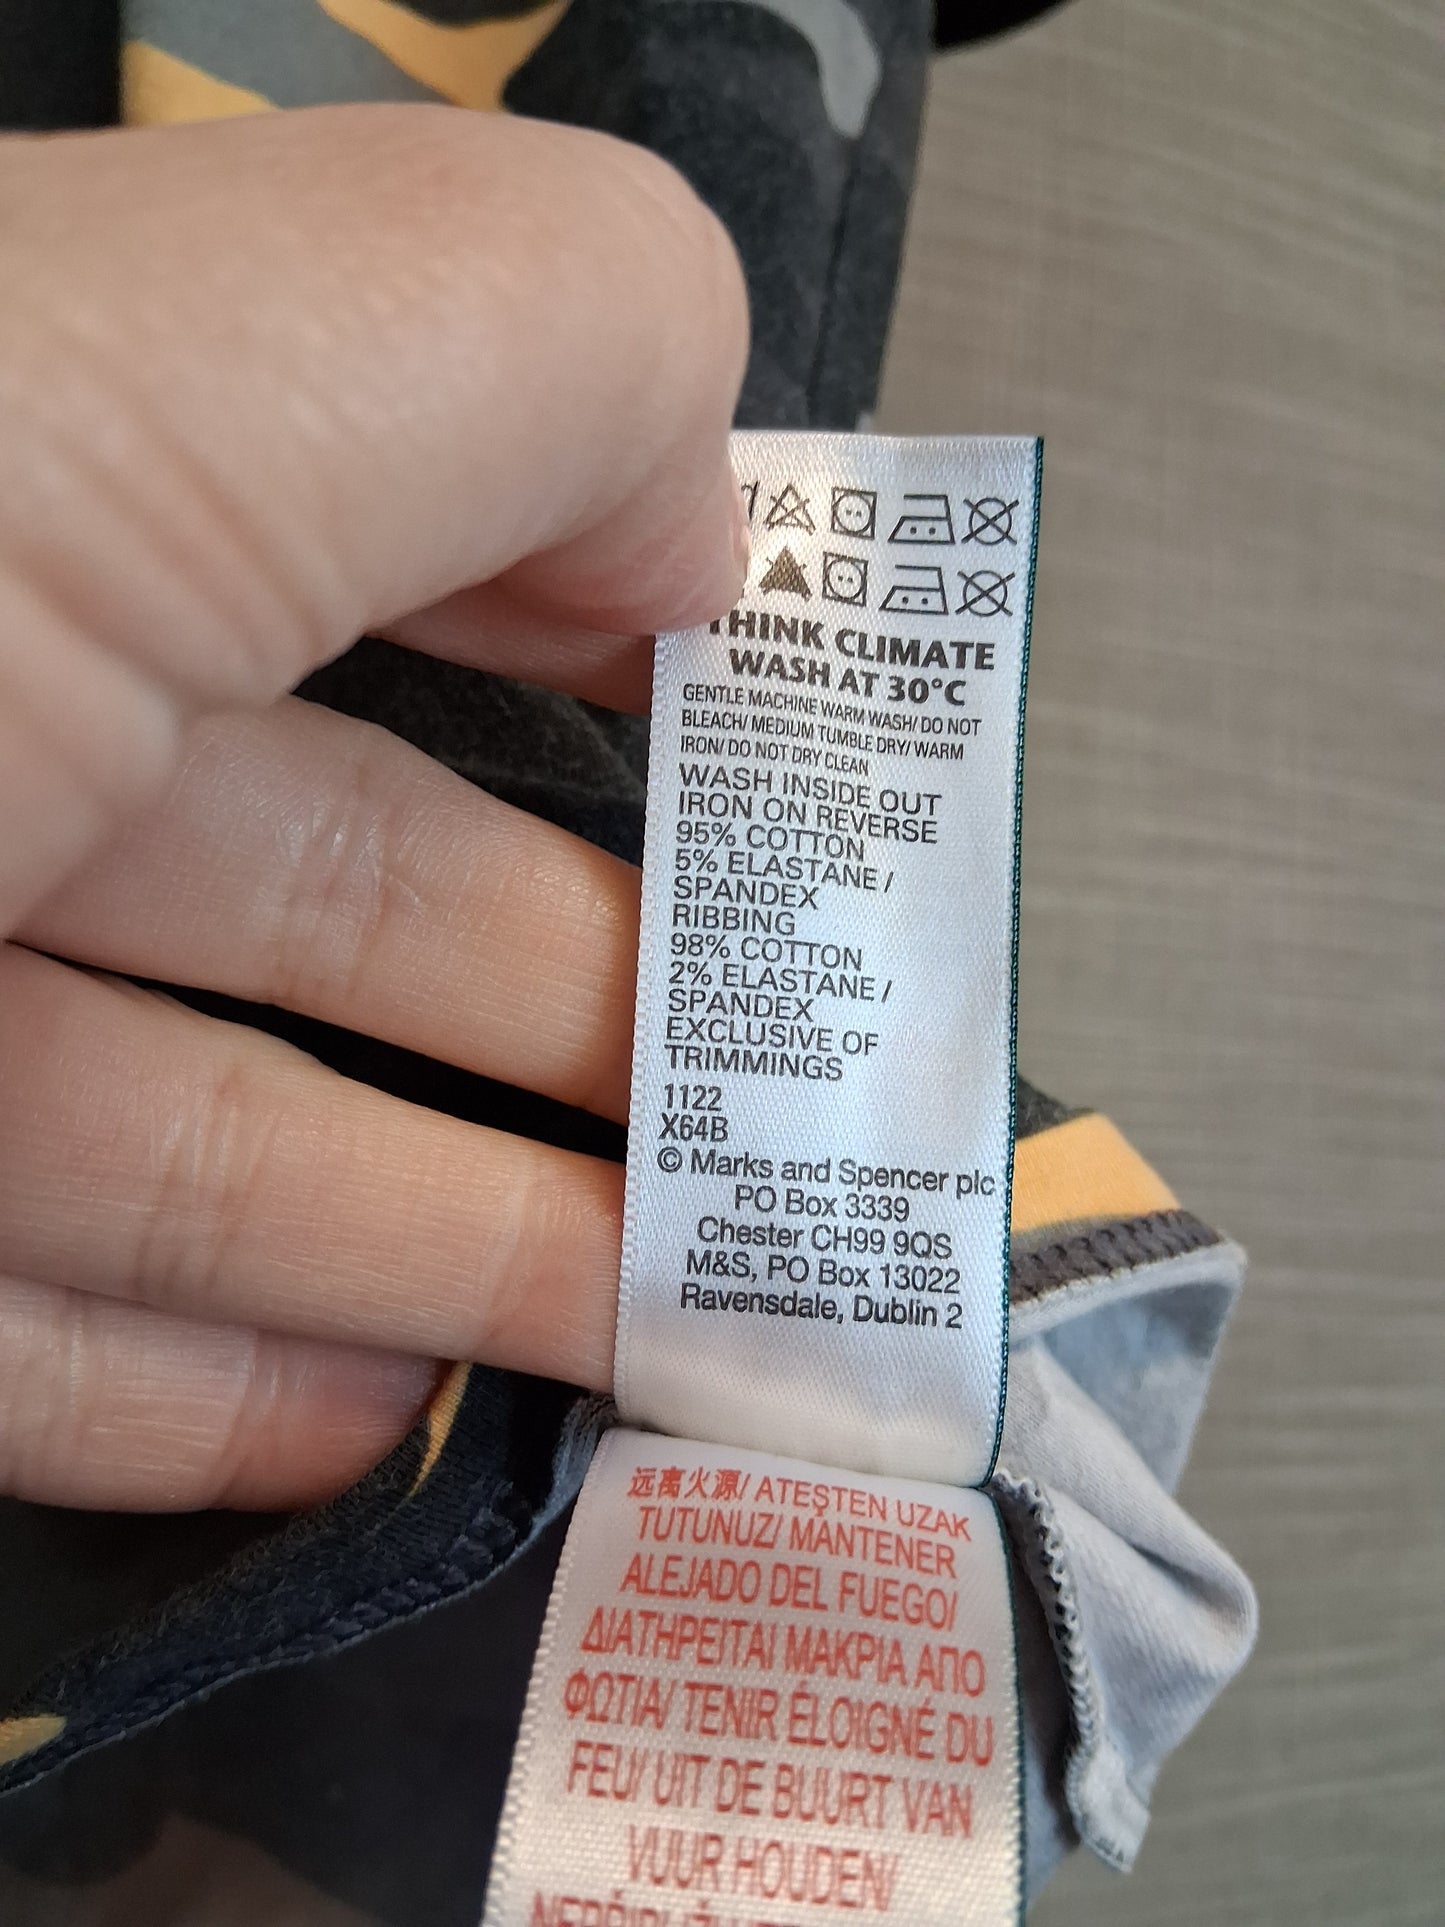 THINK CLIMATE
WASH AT 30°C
GENTLE MACHINE WARM WASH/ DO NOT
BLEACH/ MEDIUM TUMBLE DRY/ WARM
IRON/ DO NOT DRY CLEAN
WASH INSIDE OUT
IRON ON REVERSE
95% COTTON
5% ELASTANE /
SPANDEX
RIBBING
98% COTTON
2% ELASTANE /
SPANDEX
EXCLUSIVE OF
TRIMMINGS
1122
X64B
© Marks and Spencer plc
PO Box 3339
Chester CH99 9QS
M&S, PO Box 13022
Ravensdale, Dublin 2
远离火源/ ATEŞTEN UZAK
TUTUNUZ/ MANTENER
ALEJADO DEL FUEGO/
ΔΙΑΤΗΡΕΙΤΑΙ ΜΑΚΡΙΑ ΑΠΟ
ΦΩΤΙΑ/ TENIR ÉLOIGNÉ DU
FEU/ UIT DE BUURT VAN
VUUR HOUDEN/